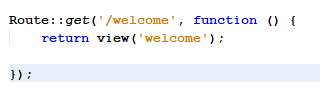 Route::get('/welcome', function () {
    return view('welcome');
});